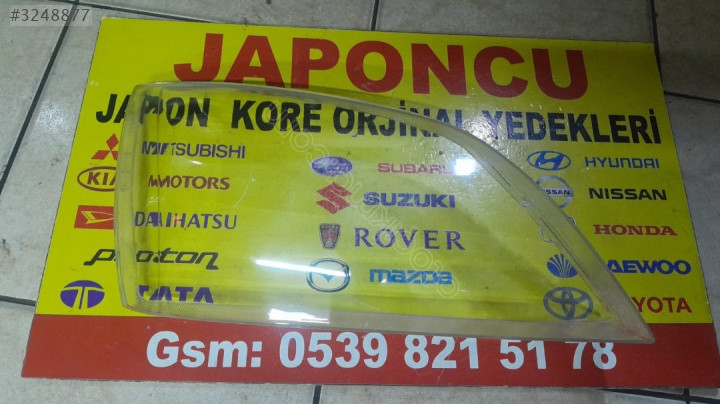 #3248877
JAPONCU
JAPON KORE ORJİNAL YEDEKLERİ
MITSUBISHI
SUBARU
HYUNDAI
KIA MOTORS
SUZUKI
NISSAN
NISSAN
DAIHATSU
ROVER
HONDA
proton
mazda
DAEWOO
TATA
TOYOTA
Gsm: 0539 821 51 78